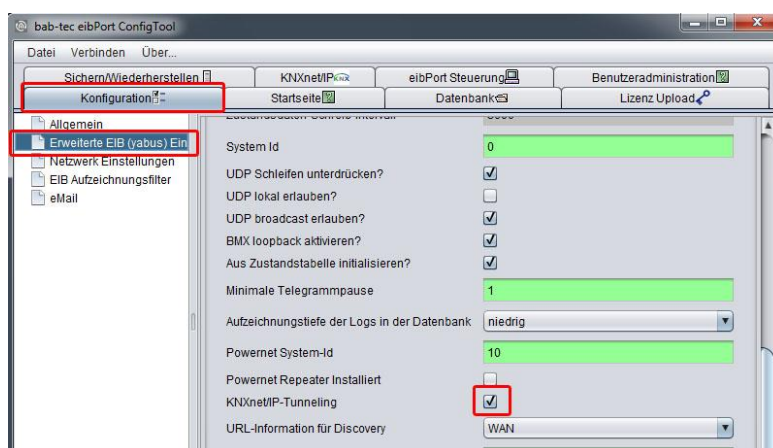 bab-tec eibPort ConfigTool
Datei Verbinden Über...
Sichern/Wiederherstellen KNXnet/IP KNX eibPort Steuerung Benutzeradministration
Konfiguration Startseite Datenbank Lizenz Upload
Allgemein
Erweiterte EIB (yabus) Ein
Netzwerk Einstellungen
EIB Aufzeichnungsfilter
eMail
System Id 0
UDP Schleifen unterdrücken?
UDP lokal erlauben?
UDP broadcast erlauben?
BMX loopback aktivieren?
Aus Zustandstabelle initialisieren?
Minimale Telegrammpause 1
Aufzeichnungstiefe der Logs in der Datenbank niedrig
Powernet System-Id 10
Powernet Repeater Installiert
KNXnet/IP-Tunneling
URL-Information für Discovery WAN